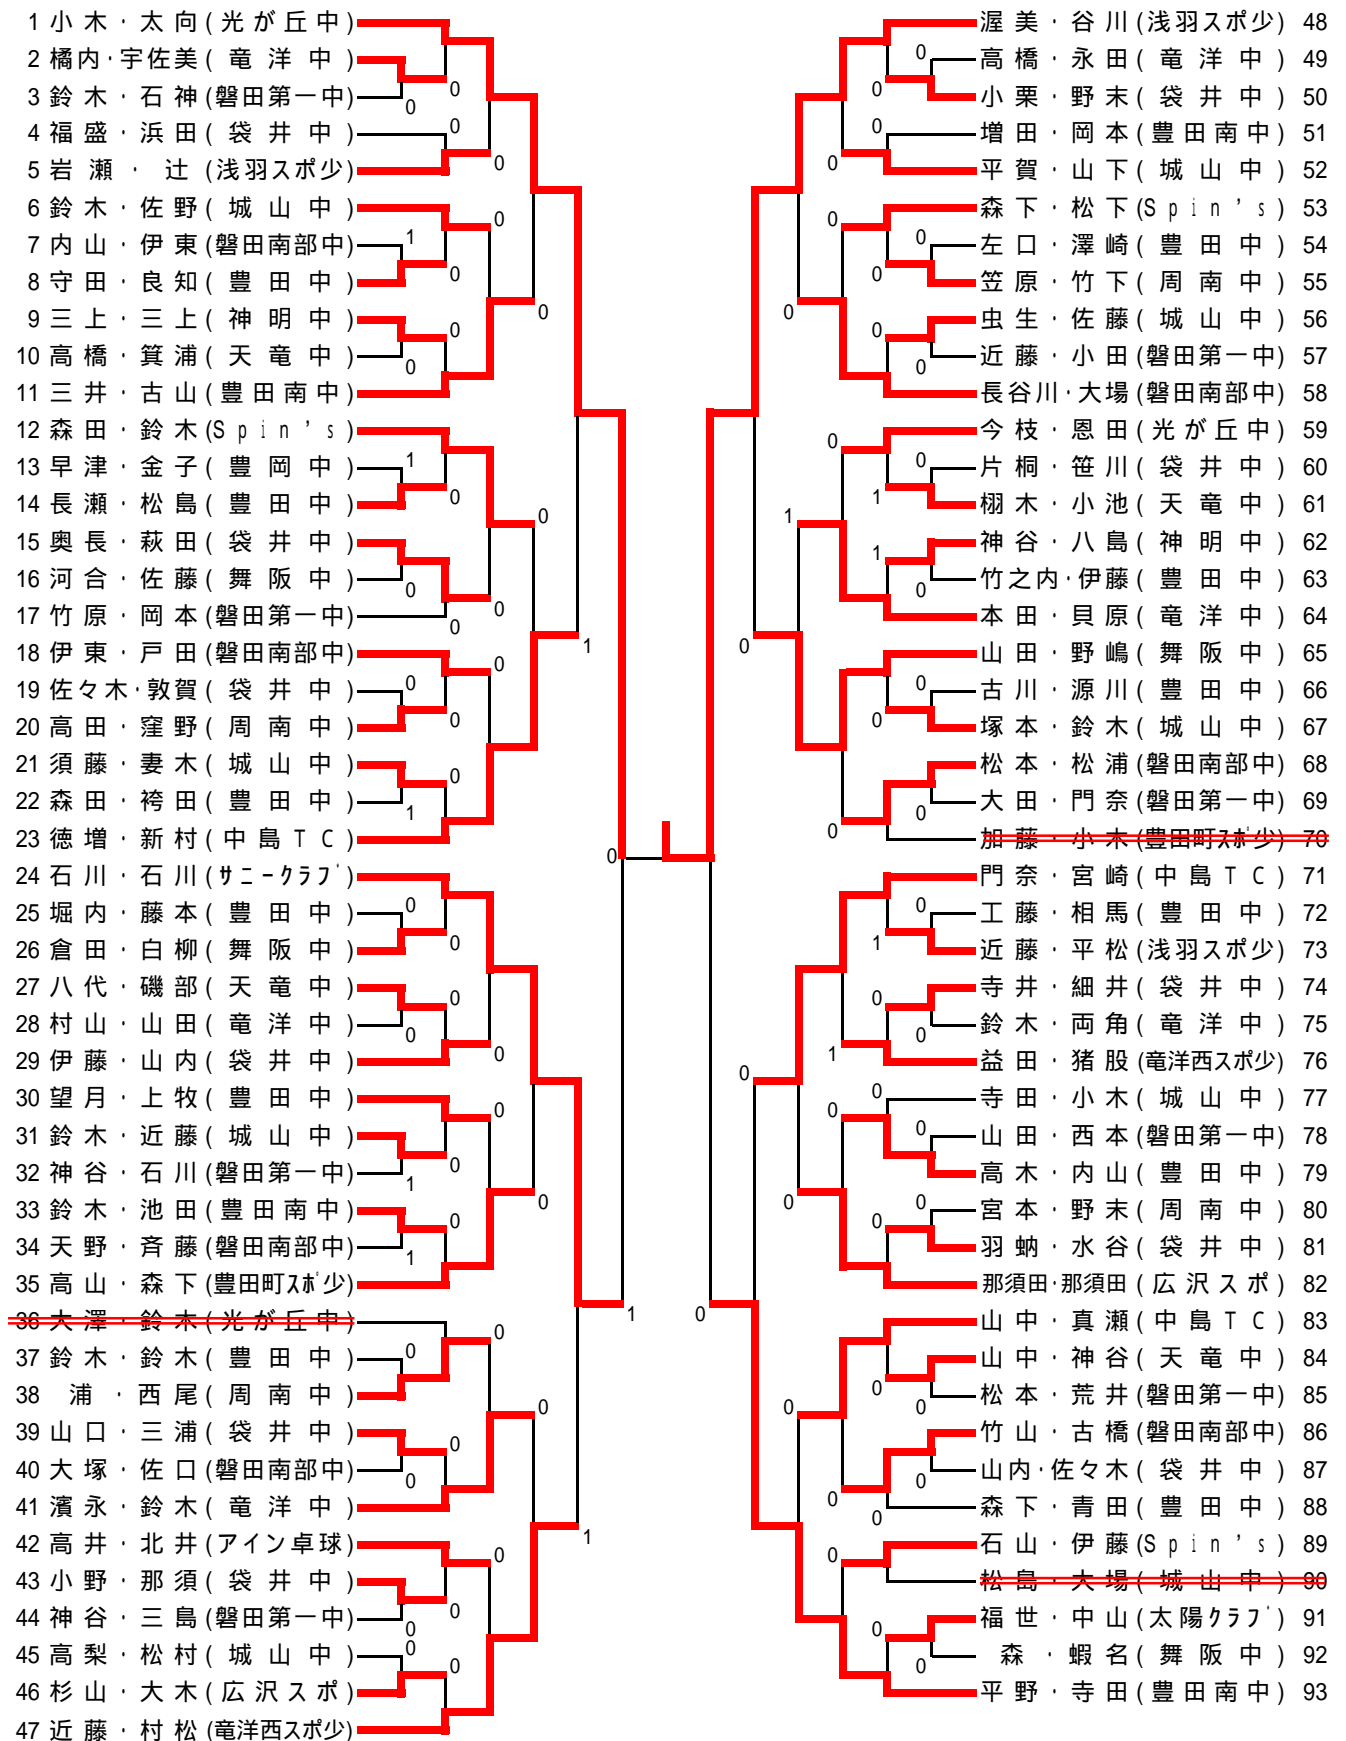 1 小木・太向(光が丘中)
2 橘内・宇佐美(竜洋中)
3 鈴木・石神(磐田第一中)
4 福盛・浜田(袋井中)
5 岩瀬・辻(浅羽スポ少)
6 鈴木・佐野(城山中)
7 内山・伊東(磐田南部中)
8 守田・良知(豊田中)
9 三上・三上(神明中)
10 高橋・箕浦(天竜中)
11 三井・古山(豊田南中)
12 森田・鈴木(Spin's)
13 早津・金子(豊岡中)
14 長瀬・松島(豊田中)
15 奥長・萩田(袋井中)
16 河合・佐藤(舞阪中)
17 竹原・岡本(磐田第一中)
18 伊東・戸田(磐田南部中)
19 佐々木・敦賀(袋井中)
20 高田・窪野(周南中)
21 須藤・妻木(城山中)
22 森田・袴田(豊田中)
23 徳増・新村(中島TC)
24 石川・石川(サニークラブ)
25 堀内・藤本(豊田中)
26 倉田・白柳(舞阪中)
27 八代・磯部(天竜中)
28 村山・山田(竜洋中)
29 伊藤・山内(袋井中)
30 望月・上牧(豊田中)
31 鈴木・近藤(城山中)
32 神谷・石川(磐田第一中)
33 鈴木・池田(豊田南中)
34 天野・斉藤(磐田南部中)
35 高山・森下(豊田町スポ少)
36 大澤・鈴木(光が丘中)
37 鈴木・鈴木(豊田中)
38 浦・西尾(周南中)
39 山口・三浦(袋井中)
40 大塚・佐口(磐田南部中)
41 濱永・鈴木(竜洋中)
42 高井・北井(アイン卓球)
43 小野・那須(袋井中)
44 神谷・三島(磐田第一中)
45 高梨・松村(城山中)
46 杉山・大木(広沢スポ)
47 近藤・村松(竜洋西スポ少)
渥美・谷川(浅羽スポ少) 48
高橋・永田(竜洋中) 49
小栗・野末(袋井中) 50
増田・岡本(豊田南中) 51
平賀・山下(城山中) 52
森下・松下(Spin's) 53
左口・澤崎(豊田中) 54
笠原・竹下(周南中) 55
虫生・佐藤(城山中) 56
近藤・小田(磐田第一中) 57
長谷川・大場(磐田南部中) 58
今枝・恩田(光が丘中) 59
片桐・笹川(袋井中) 60
栩木・小池(天竜中) 61
神谷・八島(神明中) 62
竹之内・伊藤(豊田中) 63
本田・貝原(竜洋中) 64
山田・野嶋(舞阪中) 65
古川・源川(豊田中) 66
塚本・鈴木(城山中) 67
松本・松浦(磐田南部中) 68
大田・門奈(磐田第一中) 69
加藤・小木(豊田町スポ少) 70
門奈・宮崎(中島TC) 71
工藤・相馬(豊田中) 72
近藤・平松(浅羽スポ少) 73
寺井・細井(袋井中) 74
鈴木・両角(竜洋中) 75
益田・猪股(竜洋西スポ少) 76
寺田・小木(城山中) 77
山田・西本(磐田第一中) 78
高木・内山(豊田中) 79
宮本・野末(周南中) 80
羽蚋・水谷(袋井中) 81
那須田・那須田(広沢スポ) 82
山中・真瀬(中島TC) 83
山中・神谷(天竜中) 84
松本・荒井(磐田第一中) 85
竹山・古橋(磐田南部中) 86
山内・佐々木(袋井中) 87
森下・青田(豊田中) 88
石山・伊藤(Spin's) 89
松島・大場(城山中) 90
福世・中山(太陽クラブ) 91
森・蝦名(舞阪中) 92
平野・寺田(豊田南中) 93